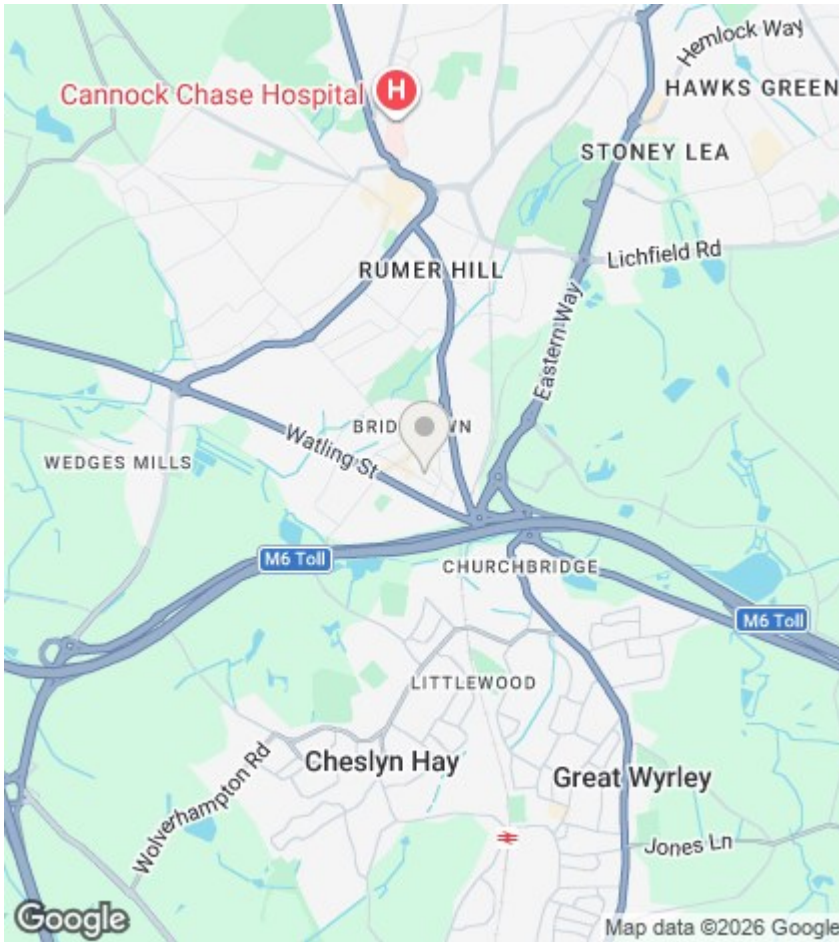 Hemlock Way
Cannock Chase Hospital
H
HAWKS GREEN
STONEY LEA
Lichfield Rd
RUMER HILL
Eastern Way
BRID WN
Watling St
WEDGES MILLS
M6 Toll
CHURCHBRIDGE
M6 Toll
LITTLEWOOD
Cheslyn Hay
Great Wyrley
Wolverhampton Rd
Jones Ln
Google
Map data ©2026 Google